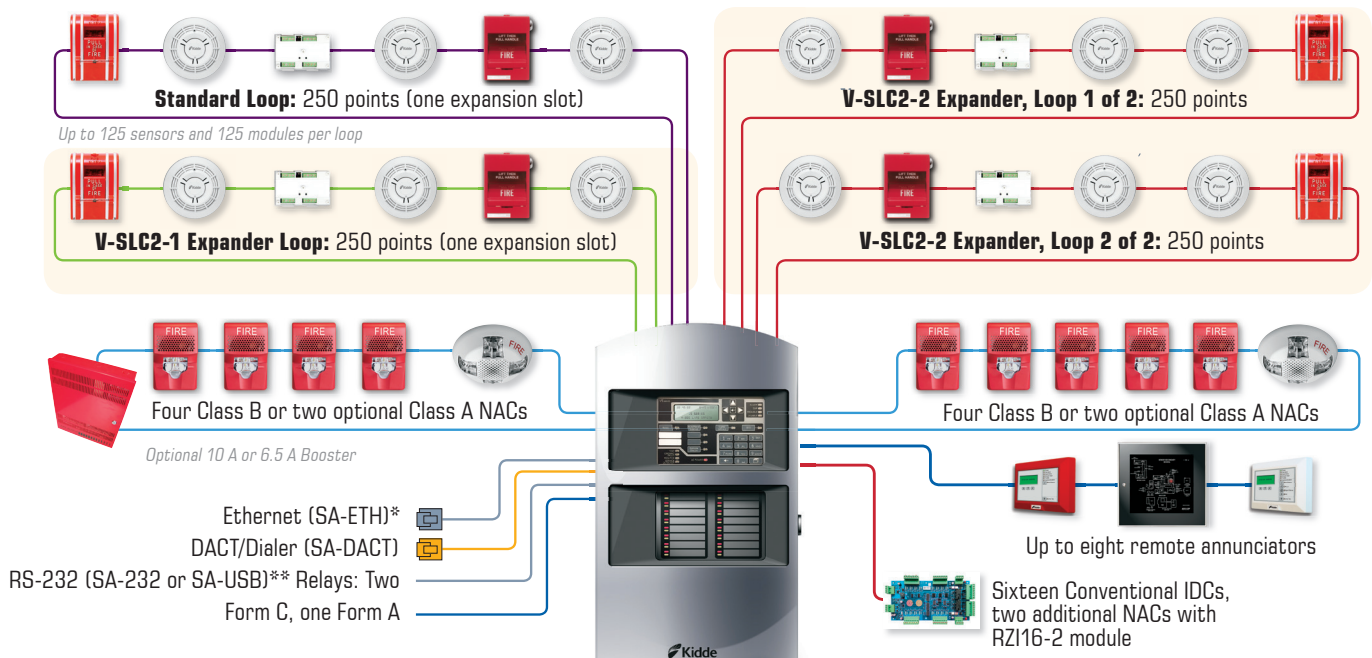 Standard Loop: 250 points (one expansion slot)
Up to 125 sensors and 125 modules per loop
V-SLC2-1 Expander Loop: 250 points (one expansion slot)
V-SLC2-2 Expander, Loop 1 of 2: 250 points
V-SLC2-2 Expander, Loop 2 of 2: 250 points
FIRE
FIRE
FIRE
FIRE
FIRE
Four Class B or two optional Class A NACs
Optional 10 A or 6.5 A Booster
FIRE
FIRE
FIRE
FIRE
FIRE
FIRE
Four Class B or two optional Class A NACs
Ethernet (SA-ETH)*
DACT/Dialer (SA-DACT)
RS-232 (SA-232 or SA-USB)** Relays: Two
Form C, one Form A
Up to eight remote annunciators
Sixteen Conventional IDCs,
two additional NACs with
RZI16-2 module
Kidde